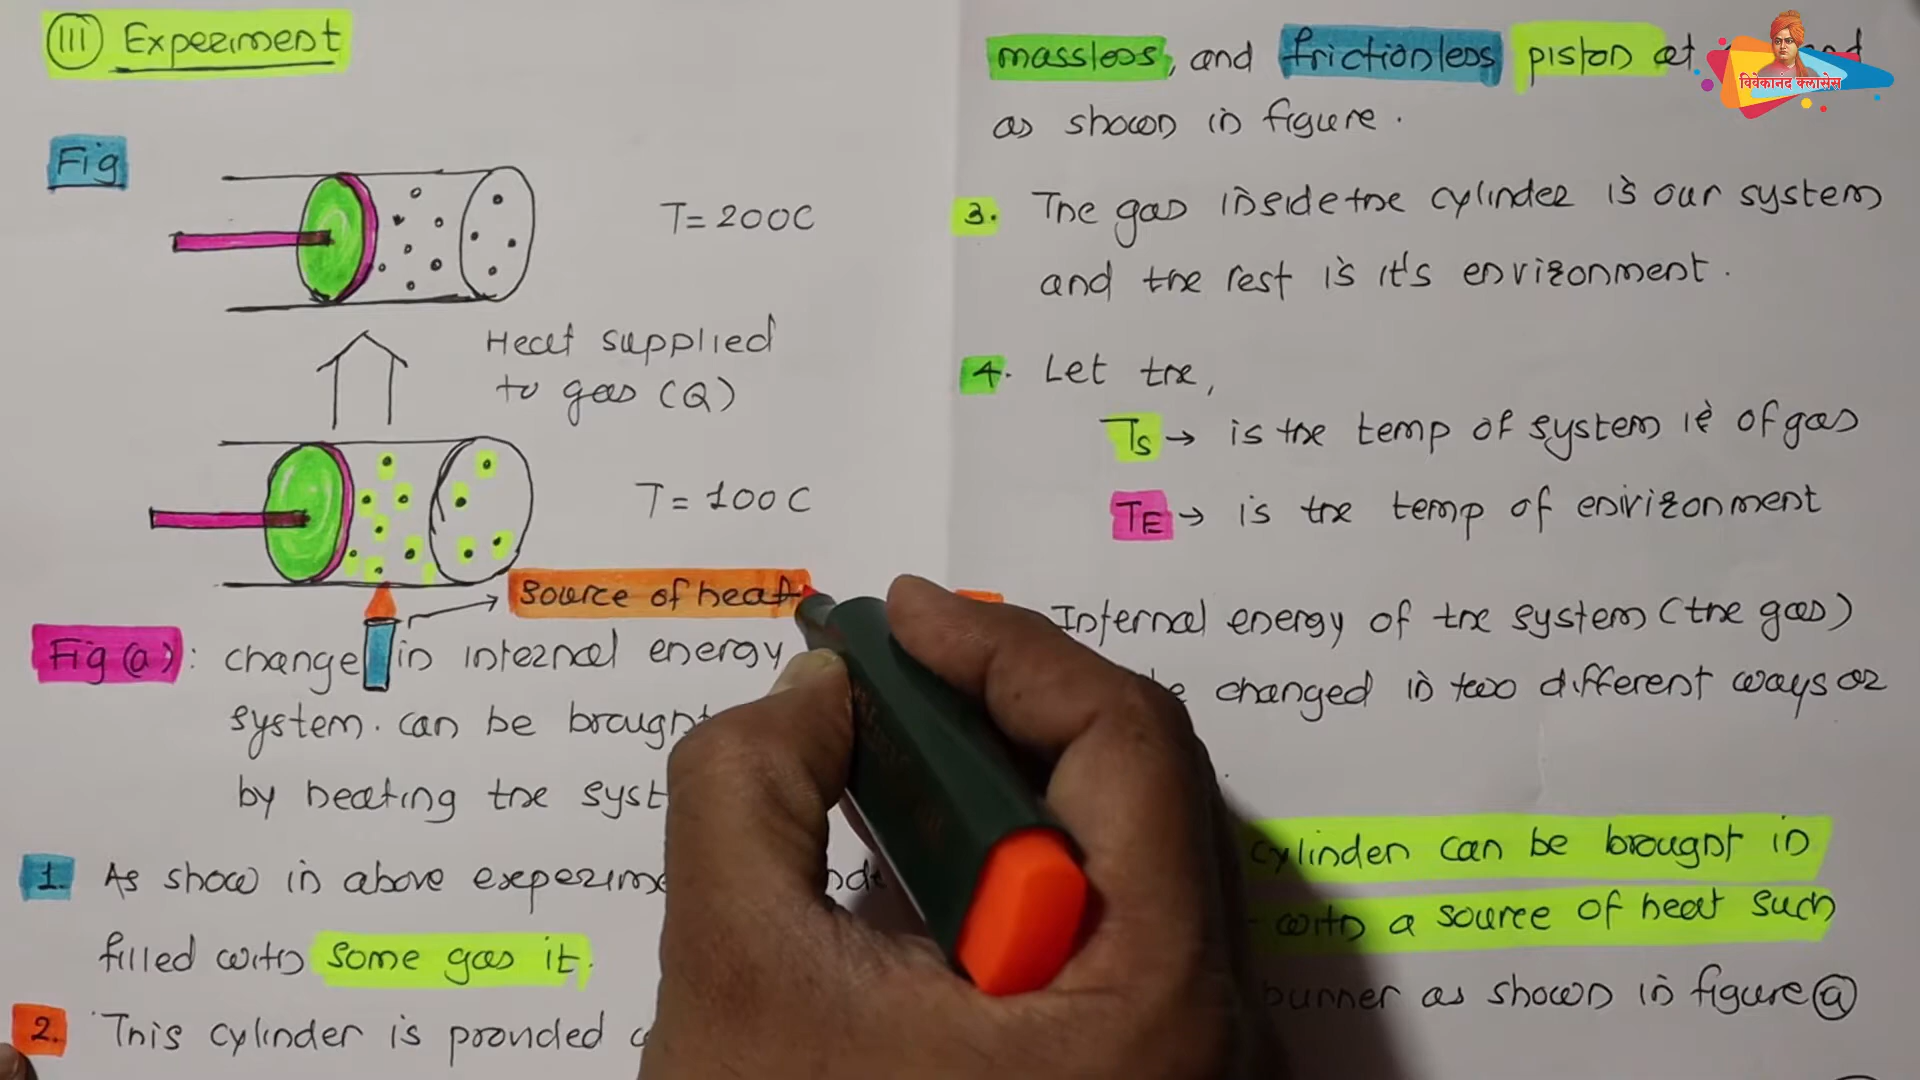 III Experiment
Fig
T= 200C
Heat supplied
to gas (Q)
T= 100C
Source of heat
Fig(a): change in internal energy
system. can be
by heating the
1. As show in above
filled with some gas it.
2. This cylinder is provided
massless, and frictionless piston at
as shown in figure.
3. The gas inside the cylinder is our system
and the rest is it's environment.
4. Let the,
Ts → is the temp of system ie of gas
TE → is the temp of environment
Internal energy of the system (the gas)
changed in two different ways or
cylinder can be brought in
with a source of heat such
burner as shown in figure (a)
विवेकानंद क्लासेस